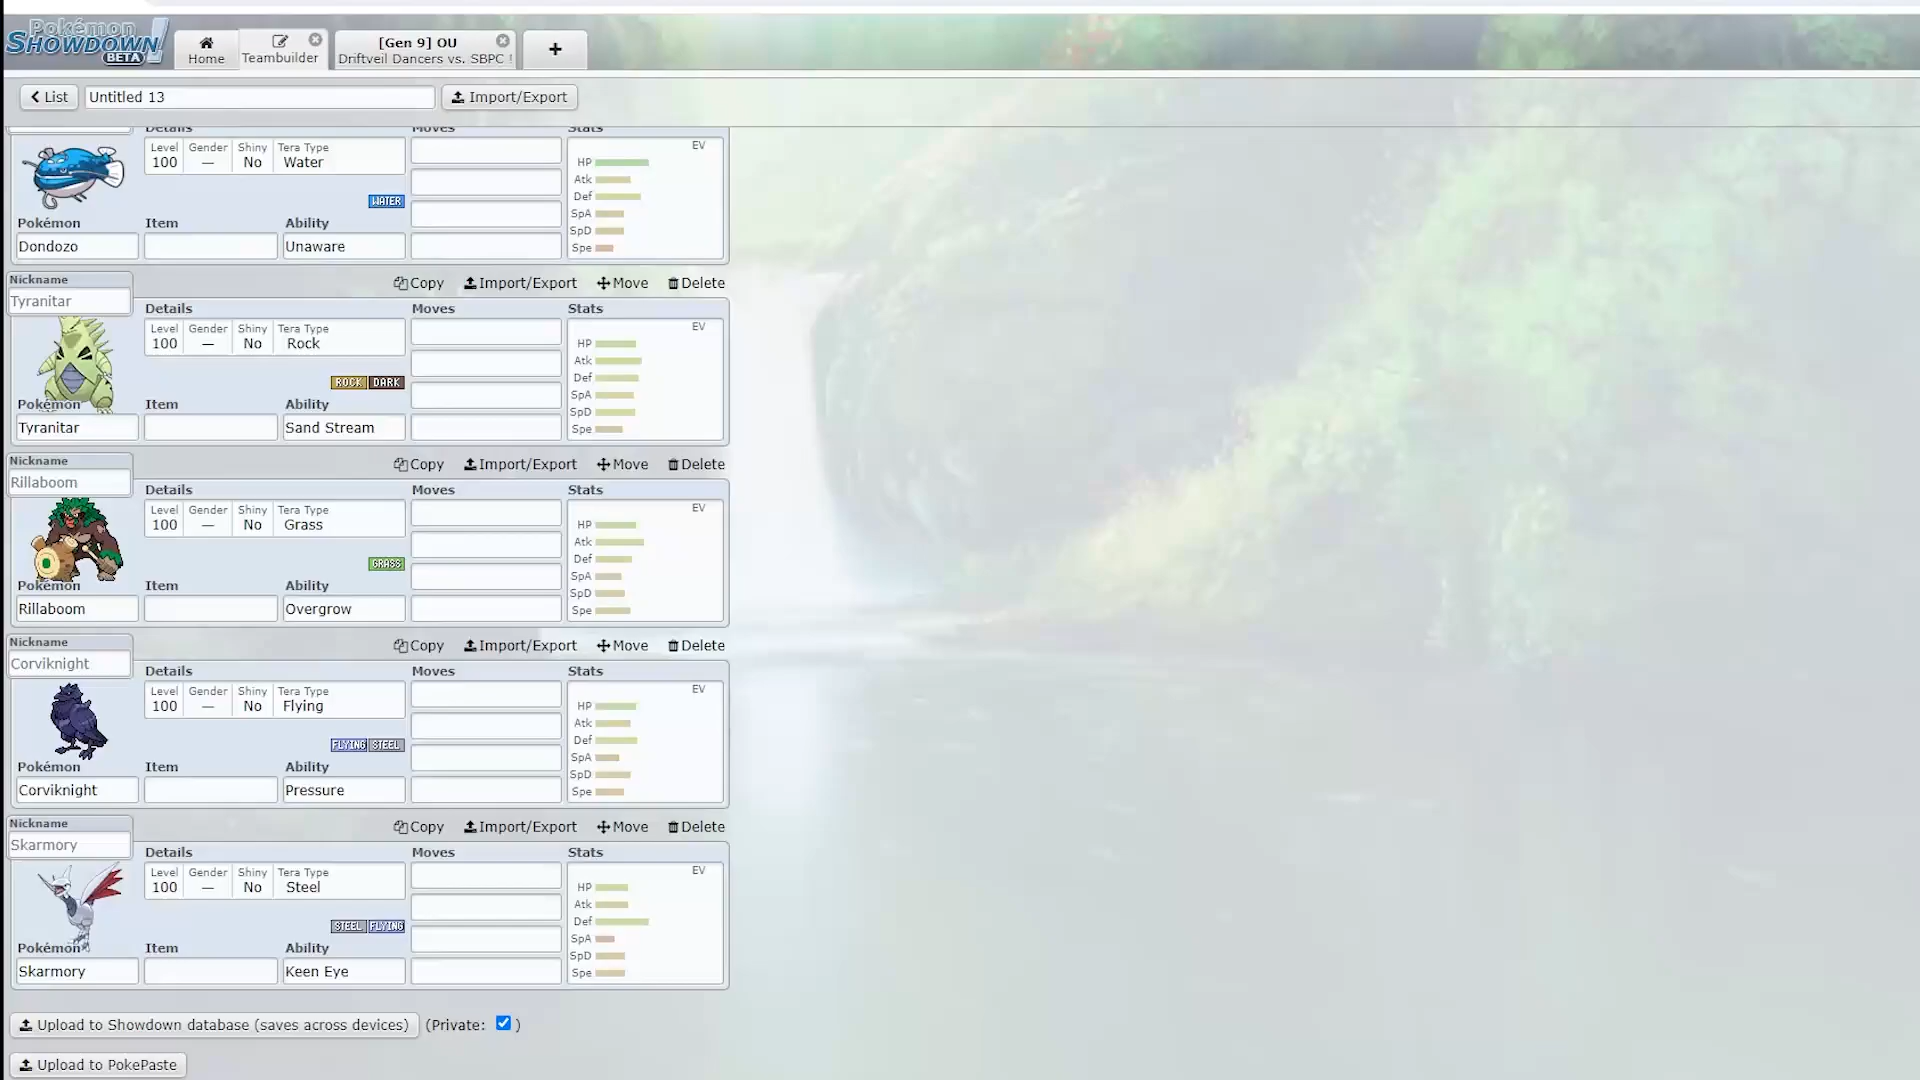 Pokémon
SHOWDOWN!
BETA
Home
Teambuilder
[Gen 9] OU
Driftveil Dancers vs. SBPC !
+
List
Untitled 13
Import/Export
Details
Moves
Stats
Level Gender Shiny Tera Type
100 — No Water
EV
HP
Atk
Def
SpA
SpD
Spe
WATER
Pokémon Item Ability
Dondozo Unaware
Nickname
Tyranitar
Copy Import/Export Move Delete
Details Moves Stats
Level Gender Shiny Tera Type
100 — No Rock
EV
HP
Atk
Def
SpA
SpD
Spe
ROCK DARK
Pokémon Item Ability
Tyranitar Sand Stream
Nickname
Rillaboom
Copy Import/Export Move Delete
Details Moves Stats
Level Gender Shiny Tera Type
100 — No Grass
EV
HP
Atk
Def
SpA
SpD
Spe
GRASS
Pokémon Item Ability
Rillaboom Overgrow
Nickname
Corviknight
Copy Import/Export Move Delete
Details Moves Stats
Level Gender Shiny Tera Type
100 — No Flying
EV
HP
Atk
Def
SpA
SpD
Spe
FLYING STEEL
Pokémon Item Ability
Corviknight Pressure
Nickname
Skarmory
Copy Import/Export Move Delete
Details Moves Stats
Level Gender Shiny Tera Type
100 — No Steel
EV
HP
Atk
Def
SpA
SpD
Spe
STEEL FLYING
Pokémon Item Ability
Skarmory Keen Eye
Upload to Showdown database (saves across devices) (Private: )
Upload to PokePaste